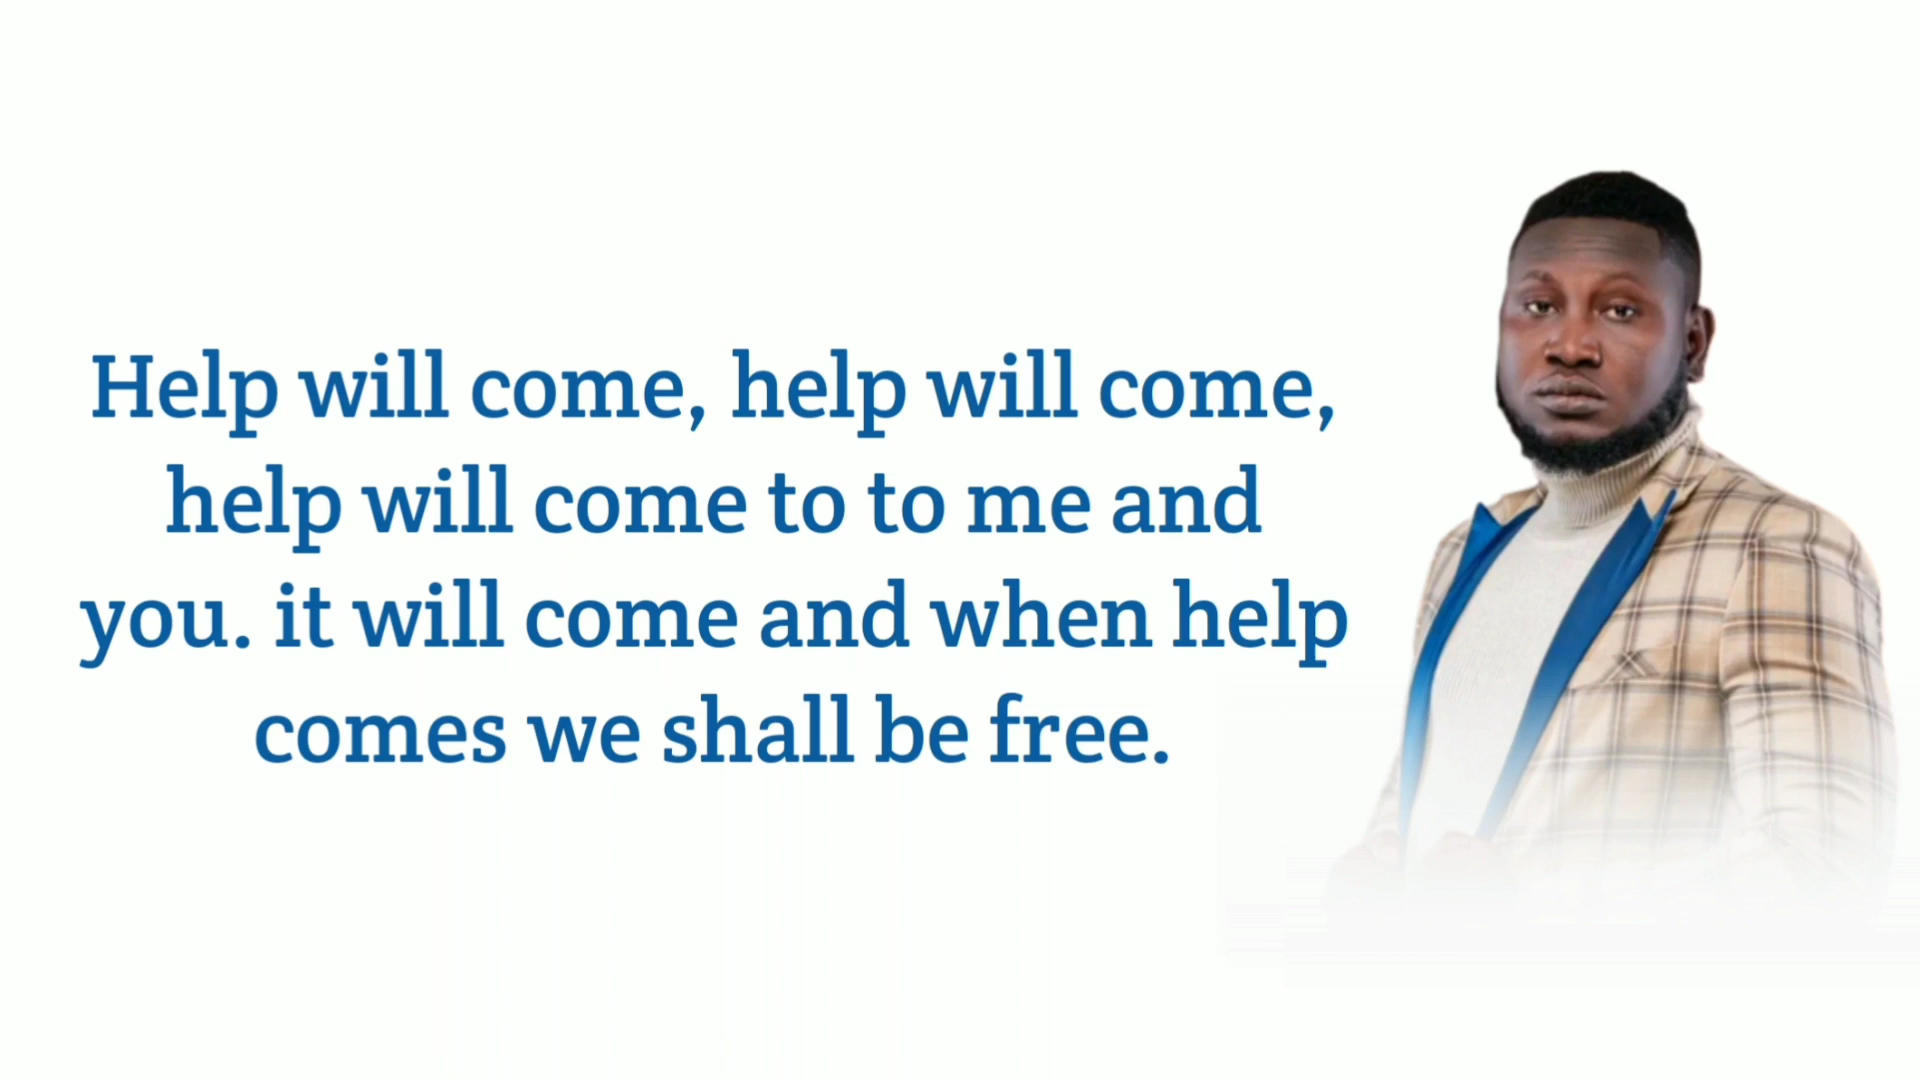 Help will come, help will come,
help will come to to me and
you. it will come and when help
comes we shall be free.